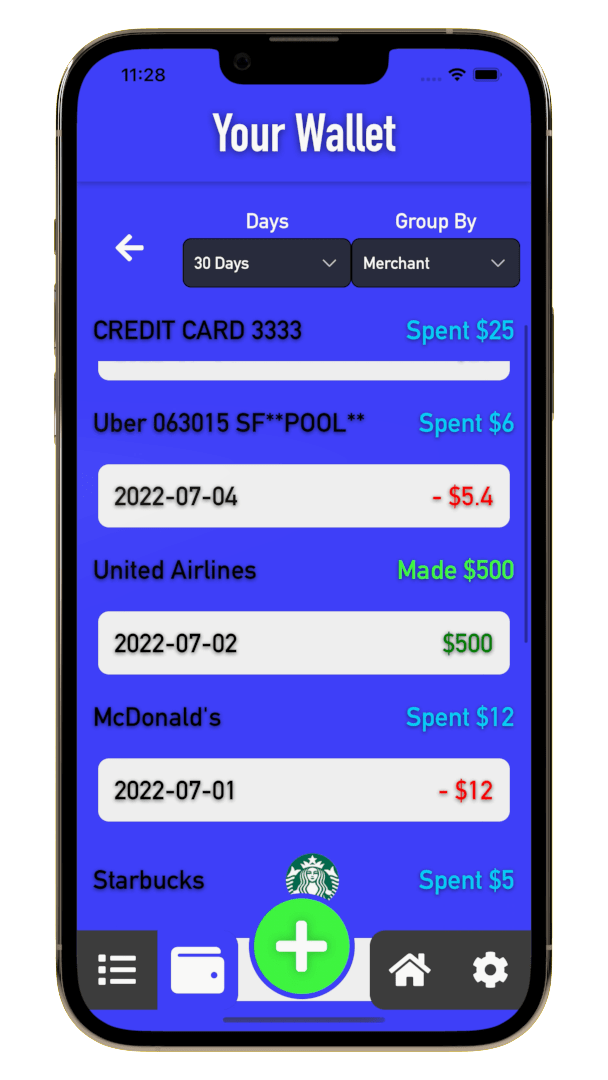 11:28
Your Wallet
Days Group By
30 Days Merchant
CREDIT CARD 3333 Spent $25
Uber 063015 SF**POOL** Spent $6
2022-07-04 - $5.4
United Airlines Made $500
2022-07-02 $500
McDonald's Spent $12
2022-07-01 - $12
Starbucks Spent $5